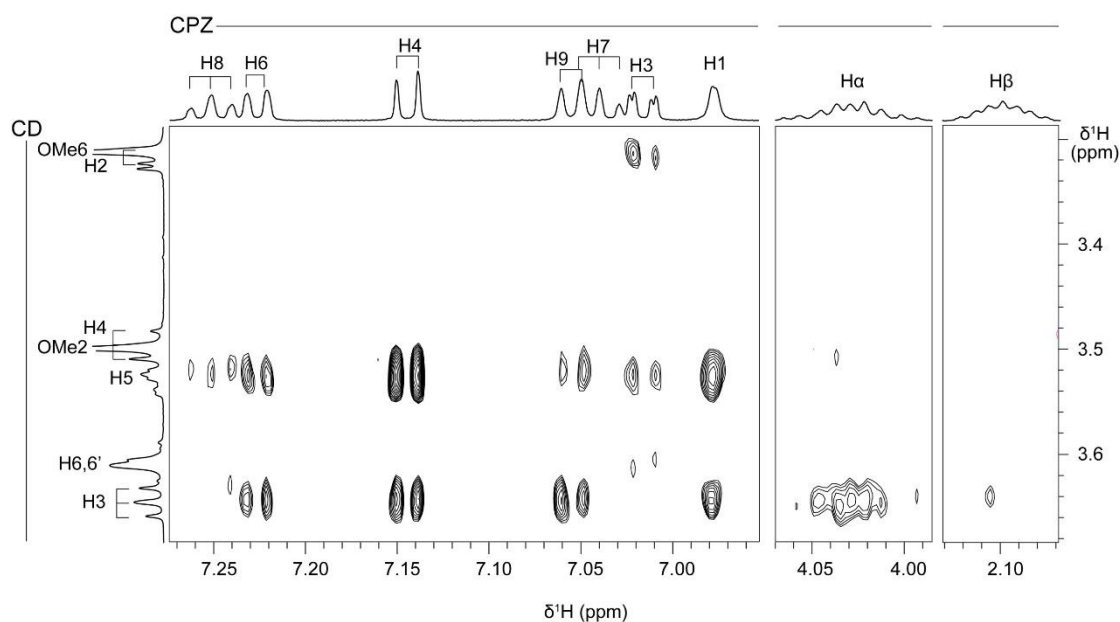 CPZ
H8 H6 H4 H9 H7 H3 H1 Hα Hβ
CD
OMe6
H2
H4
OMe2
H5
H6,6’
H3
δ¹H
(ppm)
3.4
3.5
3.6
7.25 7.20 7.15 7.10 7.05 7.00 4.05 4.00 2.10
δ¹H (ppm)